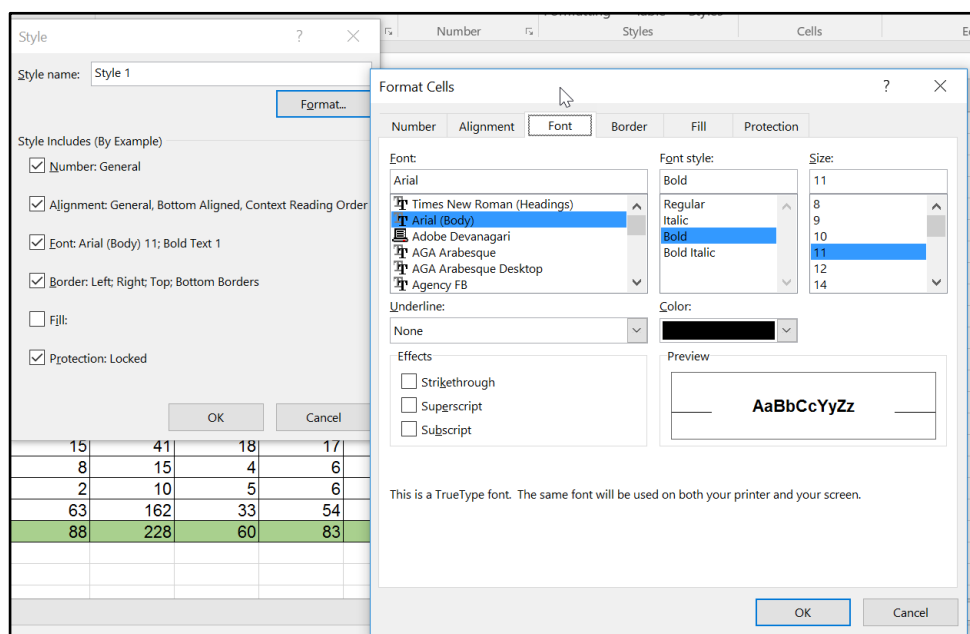 Number Styles Cells
Style ?
Style name: Style 1
Format...
Style Includes (By Example)
Number: General
Alignment: General, Bottom Aligned, Context Reading Order
Font: Arial (Body) 11; Bold Text 1
Border: Left; Right; Top; Bottom Borders
Fill:
Protection: Locked
OK Cancel
15 41 18 17
8 15 4 6
2 10 5 6
63 162 33 54
88 228 60 83
Format Cells ?
Number Alignment Font Border Fill Protection
Font: Font style: Size:
Arial Bold 11
Times New Roman (Headings) Regular 8
Arial (Body) Italic 9
Adobe Devanagari Bold 10
AGA Arabesque Bold Italic 11
AGA Arabesque Desktop 12
Agency FB 14
Underline: Color:
None
Effects Preview
Strikethrough
Superscript
Subscript
AaBbCcYyZz
This is a TrueType font. The same font will be used on both your printer and your screen.
OK Cancel